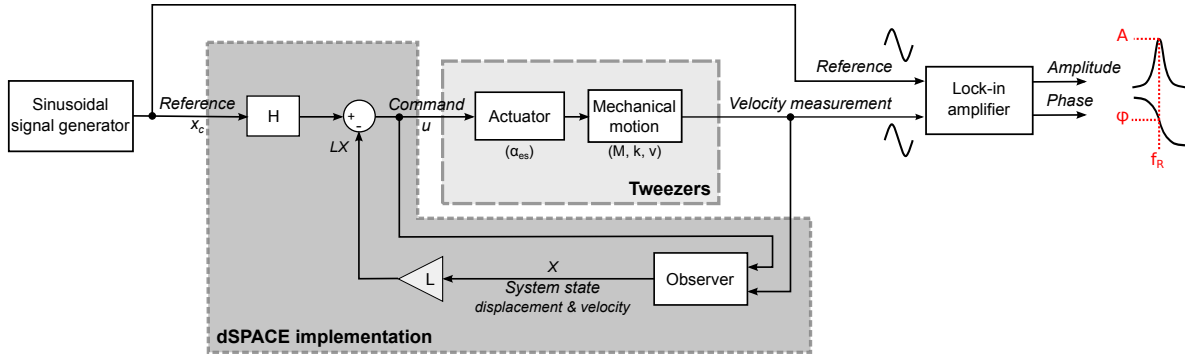 Sinusoidal
signal generator
Reference
x_c
H
+
-
LX
Command
u
Actuator
(α_es)
Mechanical
motion
(M, k, v)
Tweezers
Reference
Velocity measurement
Lock-in
amplifier
Amplitude
Phase
A
φ
f_R
Observer
X
System state
displacement & velocity
L
dSPACE implementation